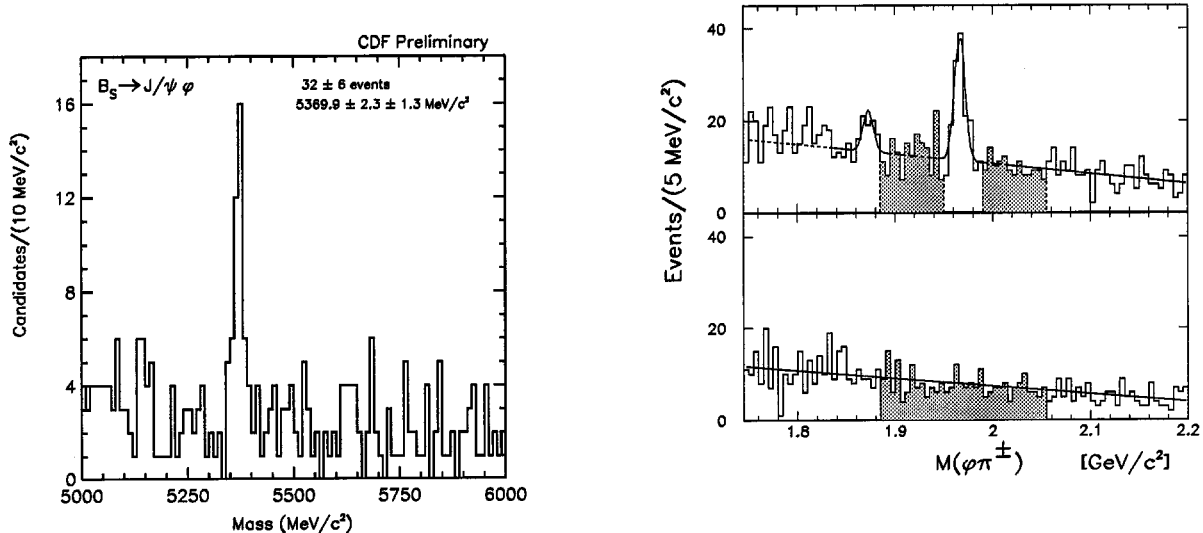 CDF Preliminary
B_S→J/ψ φ
32 ± 6 events
5369.9 ± 2.3 ± 1.3 MeV/c²
Candidates/(10 MeV/c²)
16
12
8
4
0
5000 5250 5500 5750 6000
Mass (MeV/c²)
Events/(5 MeV/c²)
40
20
0
40
20
0
1.8 1.9 2 2.1 2.2
M(φπ±) [GeV/c²]